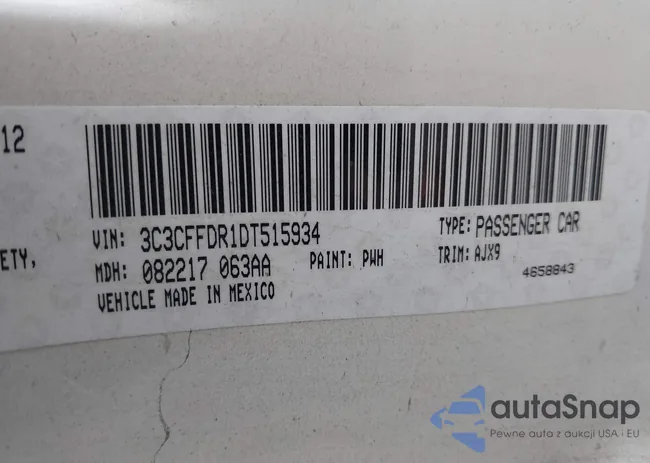 12
VIN: 3C3CFFDR1DT515934
TYPE: PASSENGER CAR
ETY,
MDH: 082217 063AA
PAINT: PWH
TRIM: AJX9
VEHICLE MADE IN MEXICO
4658843
autoSnap
Pewne auta z aukcji USA i EU